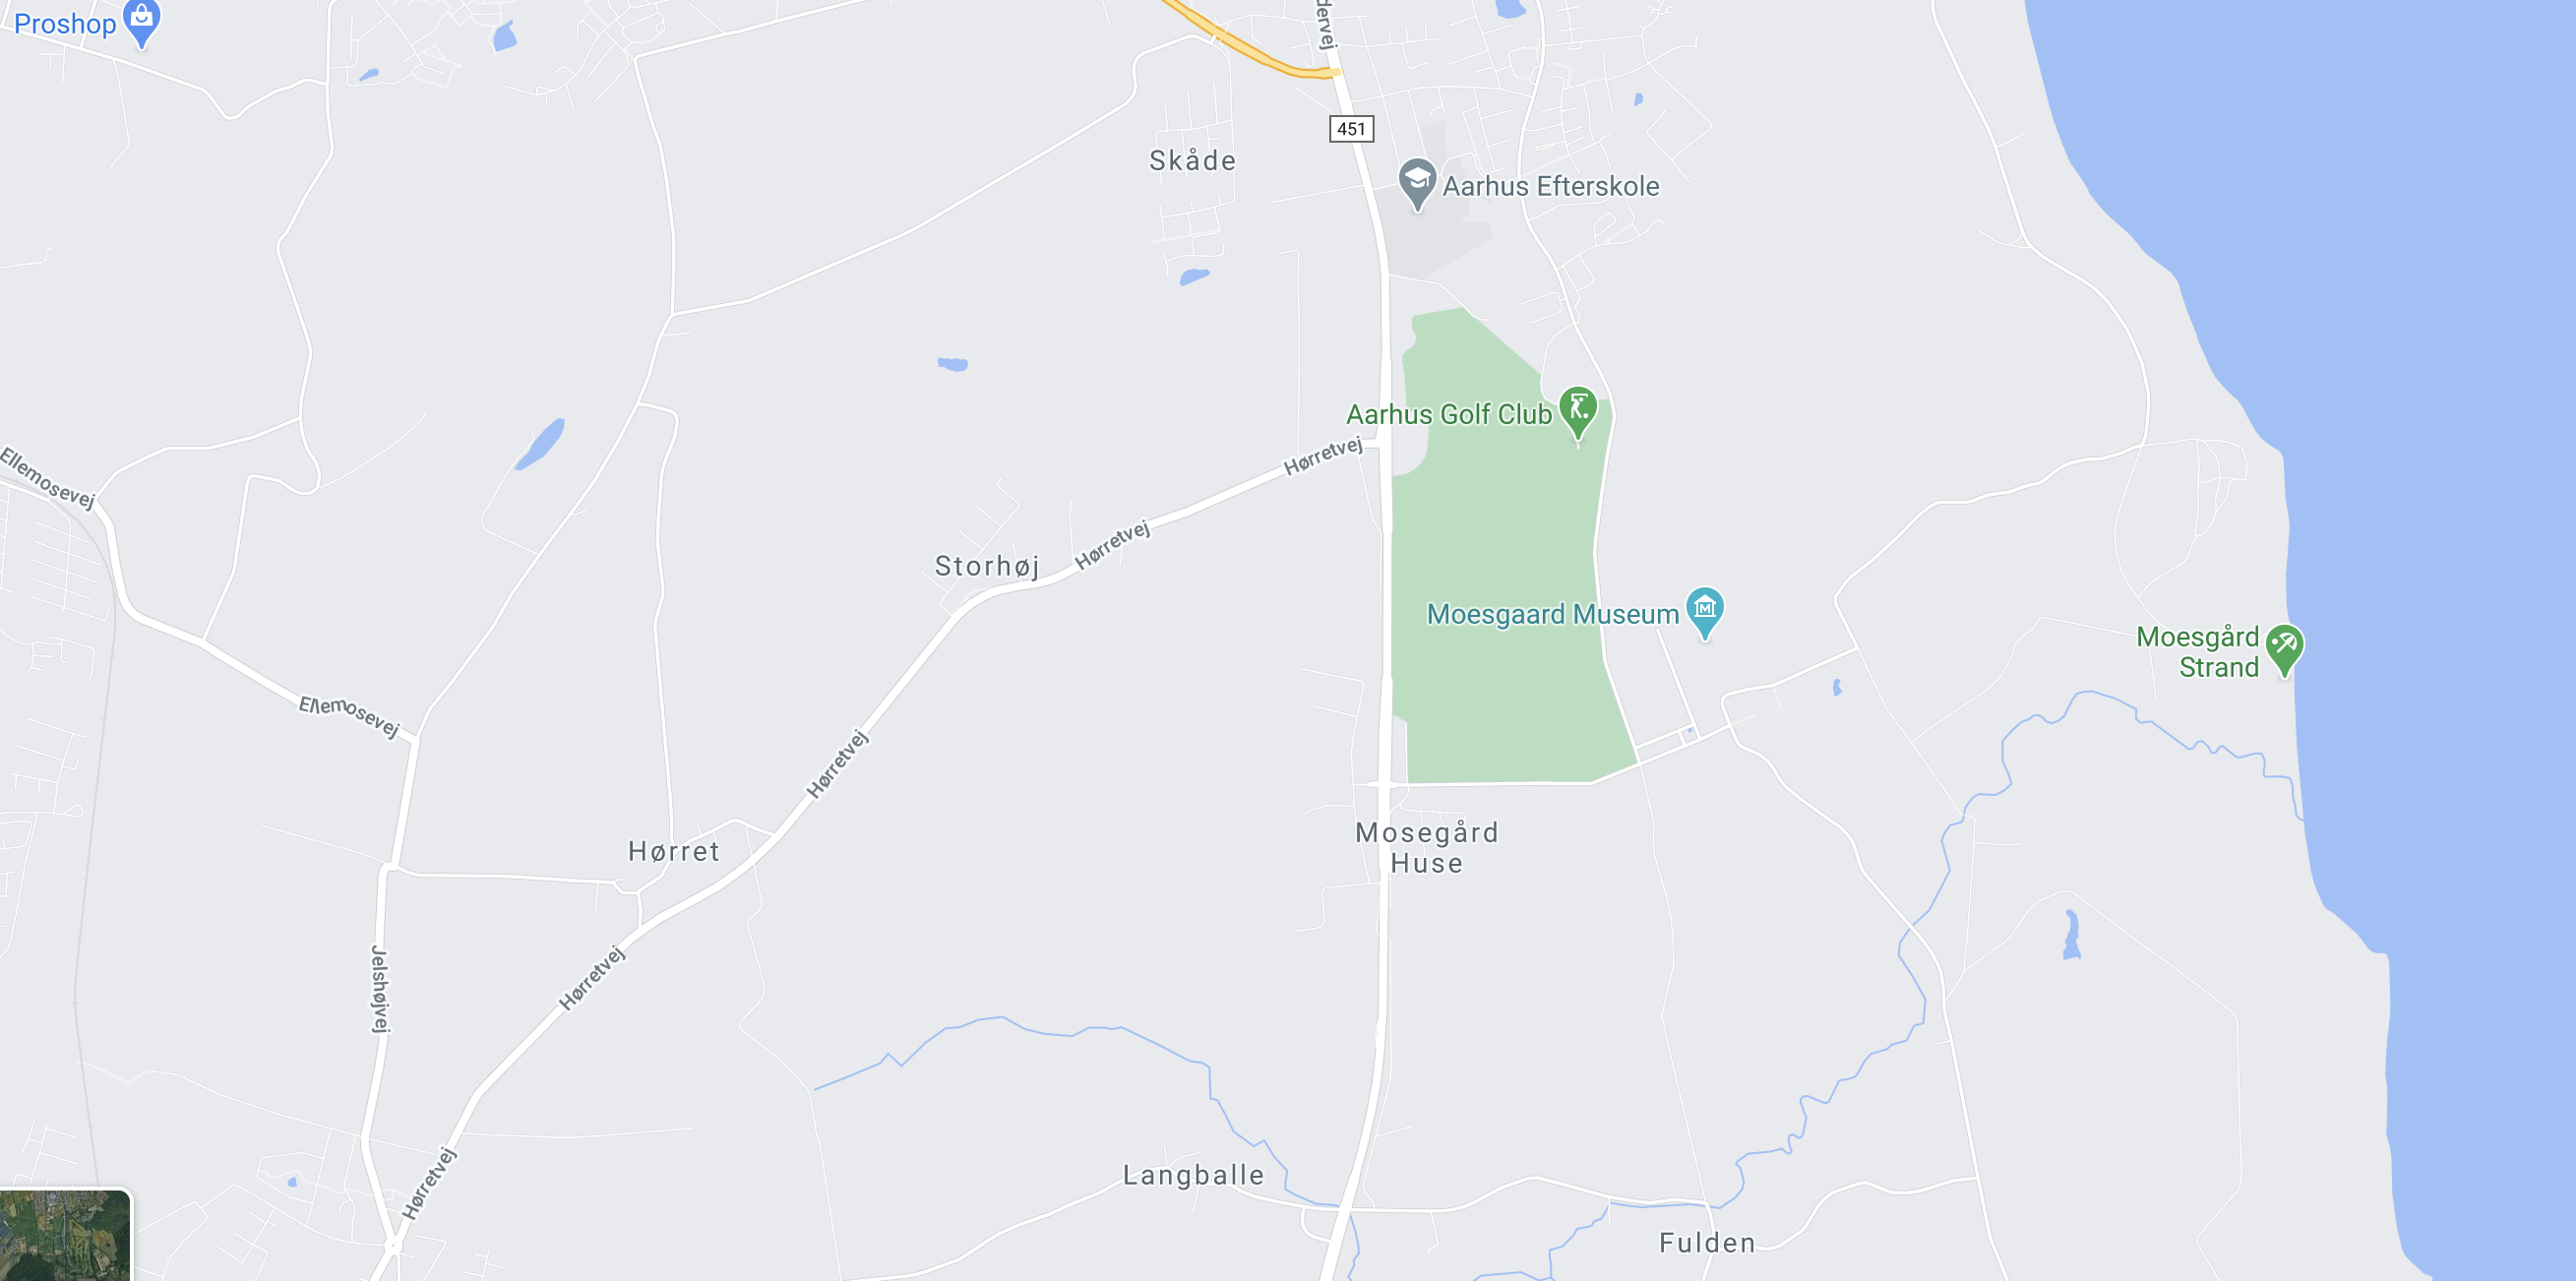 Proshop
dervej
451
Skåde
Aarhus Efterskole
Aarhus Golf Club
Hørretvej
Ellemosevej
Hørretvej
Storhøj
Moesgaard Museum
Moesgård
Strand
Ellemosevej
Hørretvej
Mosegård
Huse
Hørret
Hørretvej
Jelshøjvej
Langballe
Hørretvej
Fulden